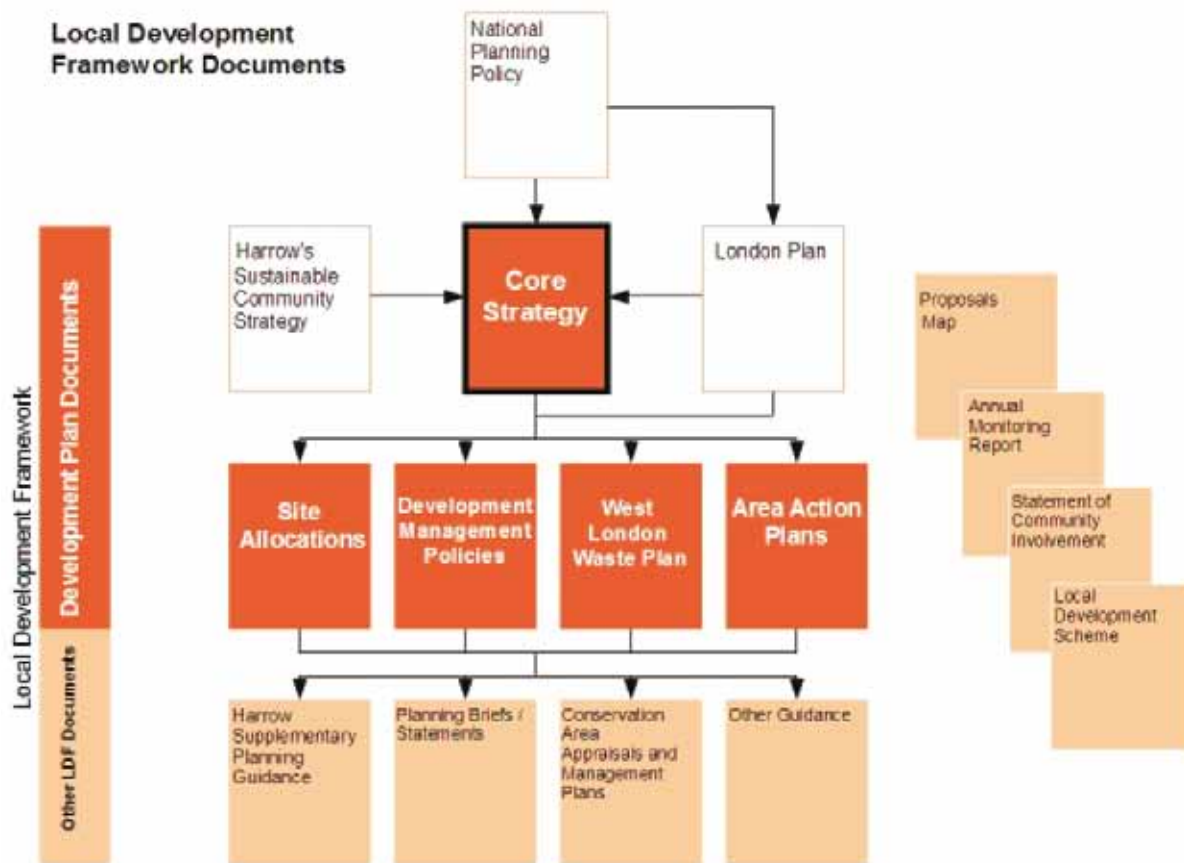 Local Development
Framework Documents
National
Planning
Policy
Harrow's
Sustainable
Community
Strategy
Core
Strategy
London Plan
Proposals
Map
Annual
Monitoring
Report
Statement of
Community
Involvement
Local
Development
Scheme
Local Development Framework
Development Plan Documents
Other LDF Documents
Site
Allocations
Development
Management
Policies
West
London
Waste Plan
Area Action
Plans
Harrow
Supplementary
Planning
Guidance
Planning Briefs /
Statements
Conservation
Area
Appraisals and
Management
Plans
Other Guidance